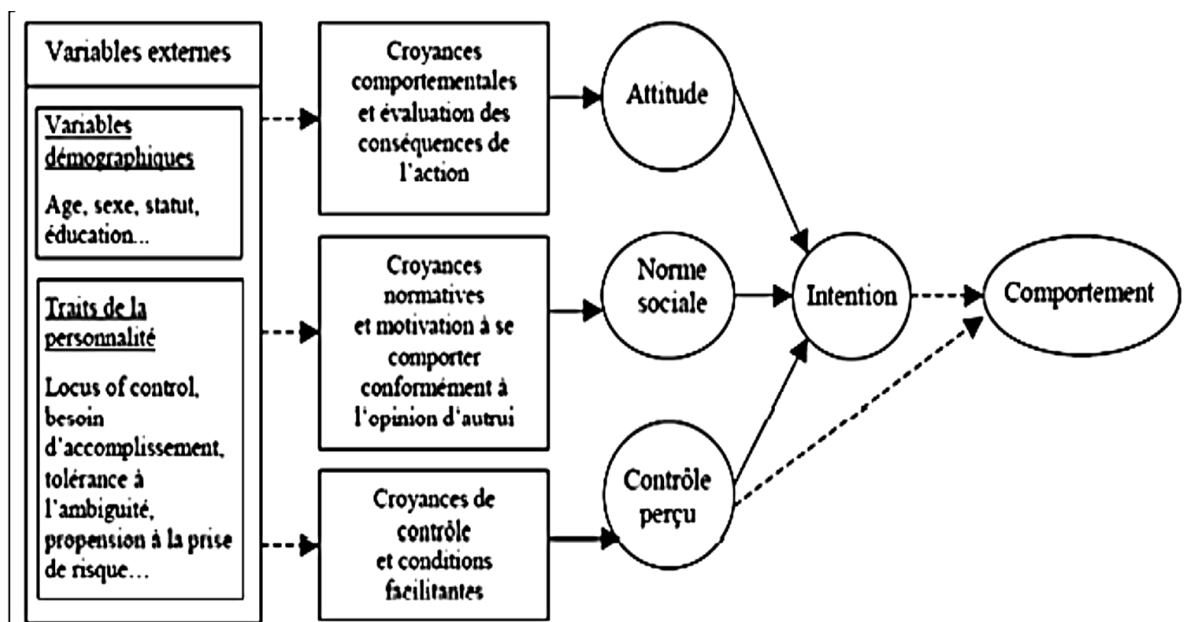 Variables externes
Variables
démographiques
Age, sexe, statut,
éducation...
Traits de la
personnalité
Locus of control,
besoin
d'accomplissement,
tolérance à
l'ambiguité,
propension à la prise
de risque...
Croyances
comportementales
et évaluation des
conséquences de
l'action
Croyances
normatives
et motivation à se
comporter
conformément à
l'opinion d'autrui
Croyances de
contrôle
et conditions
facilitantes
Attitude
Norme
sociale
Contrôle
perçu
Intention
Comportement